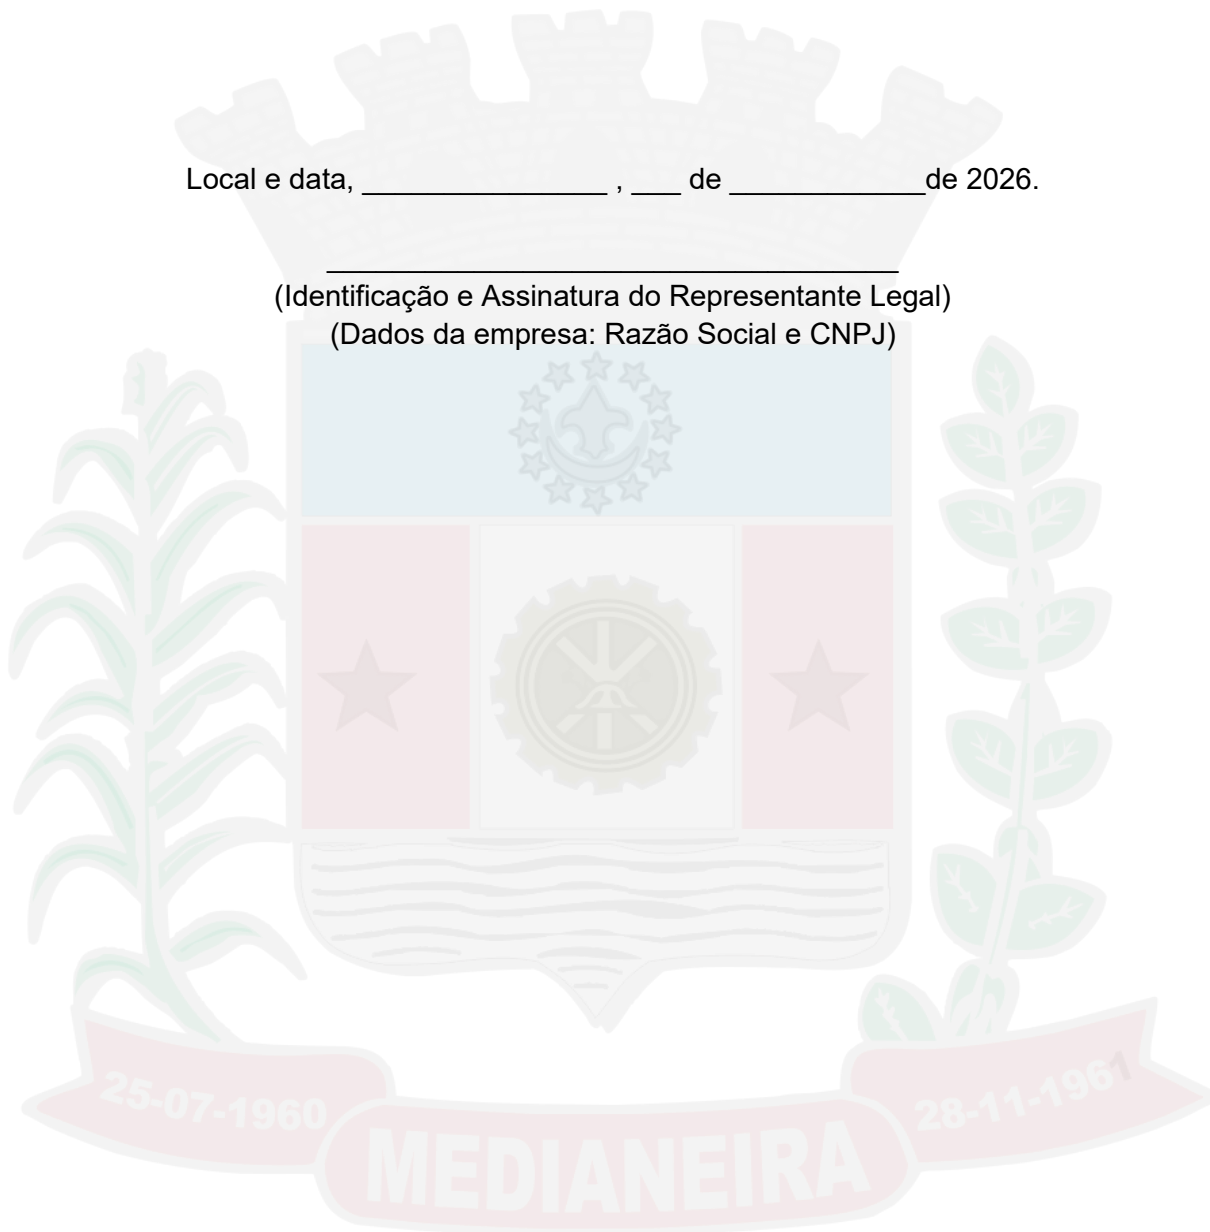 Local e data, _______________ , ___ de ____________de 2026.
___________________________________
(Identificação e Assinatura do Representante Legal)
(Dados da empresa: Razão Social e CNPJ)
25-07-1960
28-11-1961
MEDIANEIRA